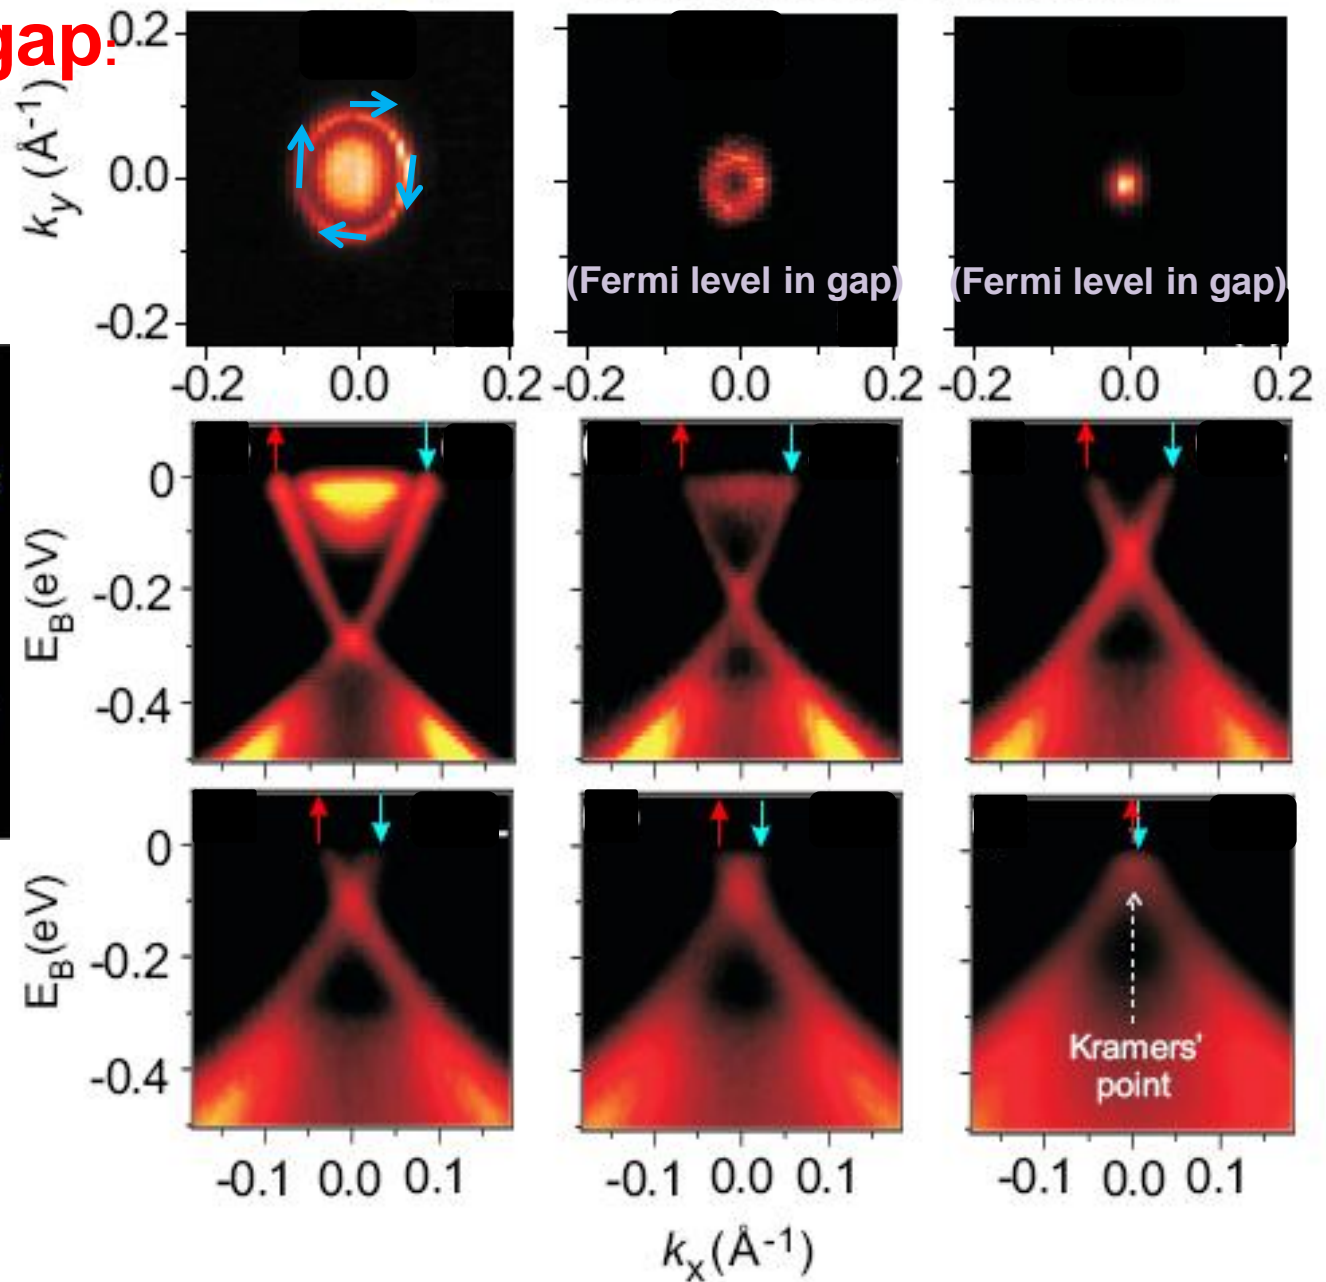 gap:
0.2
0.0
-0.2
ky (Å-1)
(Fermi level in gap)
(Fermi level in gap)
-0.2 0.0 0.2 -0.2 0.0 0.2 -0.2 0.0 0.2
0
-0.2
-0.4
EB(eV)
0
-0.2
-0.4
EB(eV)
Kramers'
point
-0.1 0.0 0.1 -0.1 0.0 0.1 -0.1 0.0 0.1
kx(Å-1)